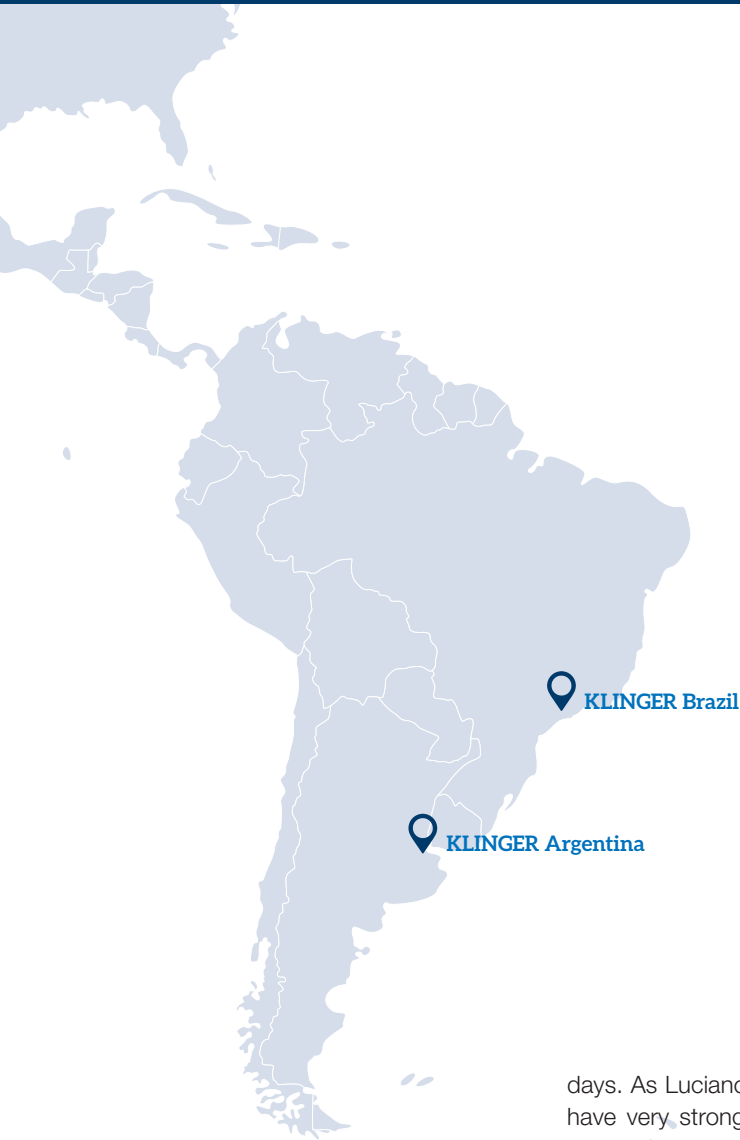 KLINGER Brazil
KLINGER Argentina
days. As Luciano
have very strong